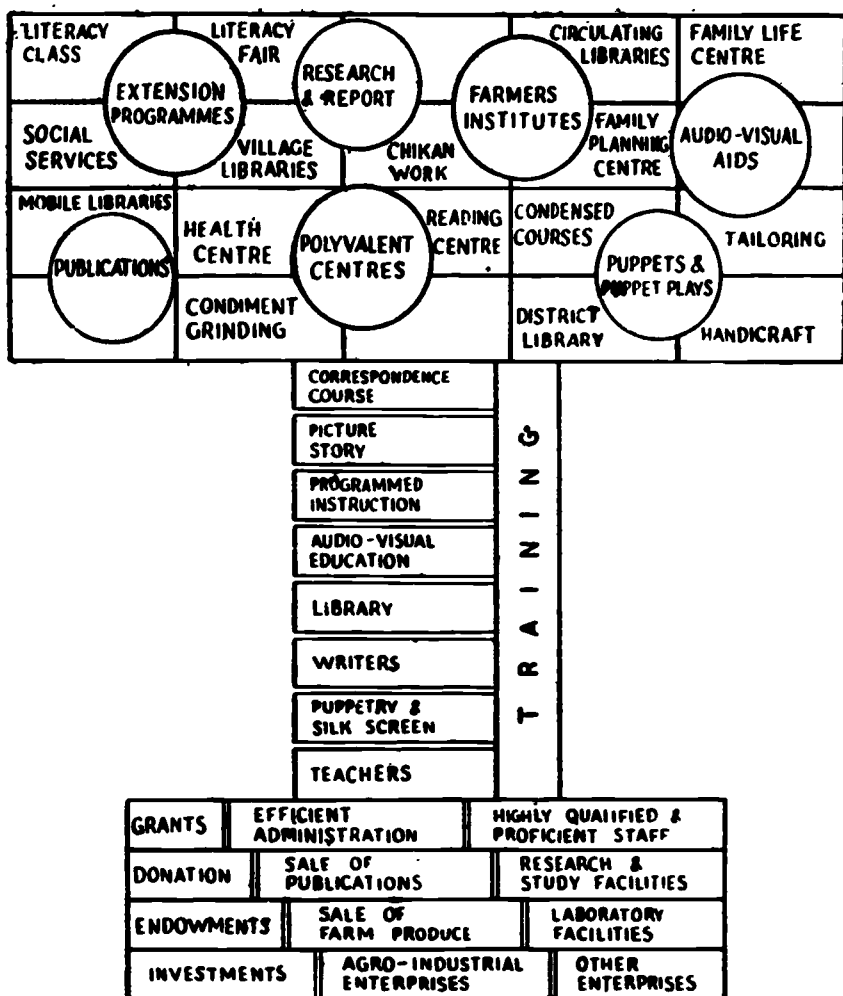 LITERACY
CLASS
LITERACY
FAIR
CIRCULATING
LIBRARIES
FAMILY LIFE
CENTRE
EXTENSION
PROGRAMMES
RESEARCH
& REPORT
FARMERS
INSTITUTES
AUDIO-VISUAL
AIDS
SOCIAL
SERVICES
VILLAGE
LIBRARIES
CHIKAN
WORK
FAMILY
PLANNING
CENTRE
MOBILE LIBRARIES
PUBLICATIONS
HEALTH
CENTRE
POLYVALENT
CENTRES
READING
CENTRE
CONDENSED
COURSES
PUPPETS &
PUPPET PLAYS
TAILORING
CONDIMENT
GRINDING
DISTRICT
LIBRARY
HANDICRAFT
CORRESPONDENCE
COURSE
PICTURE
STORY
PROGRAMMED
INSTRUCTION
AUDIO-VISUAL
EDUCATION
LIBRARY
WRITERS
PUPPETRY &
SILK SCREEN
TEACHERS
TRAINING
GRANTS
EFFICIENT
ADMINISTRATION
HIGHLY QUALIFIED &
PROFICIENT STAFF
DONATION
SALE OF
PUBLICATIONS
RESEARCH &
STUDY FACILITIES
ENDOWMENTS
SALE OF
FARM PRODUCE
LABORATORY
FACILITIES
INVESTMENTS
AGRO-INDUSTRIAL
ENTERPRISES
OTHER
ENTERPRISES